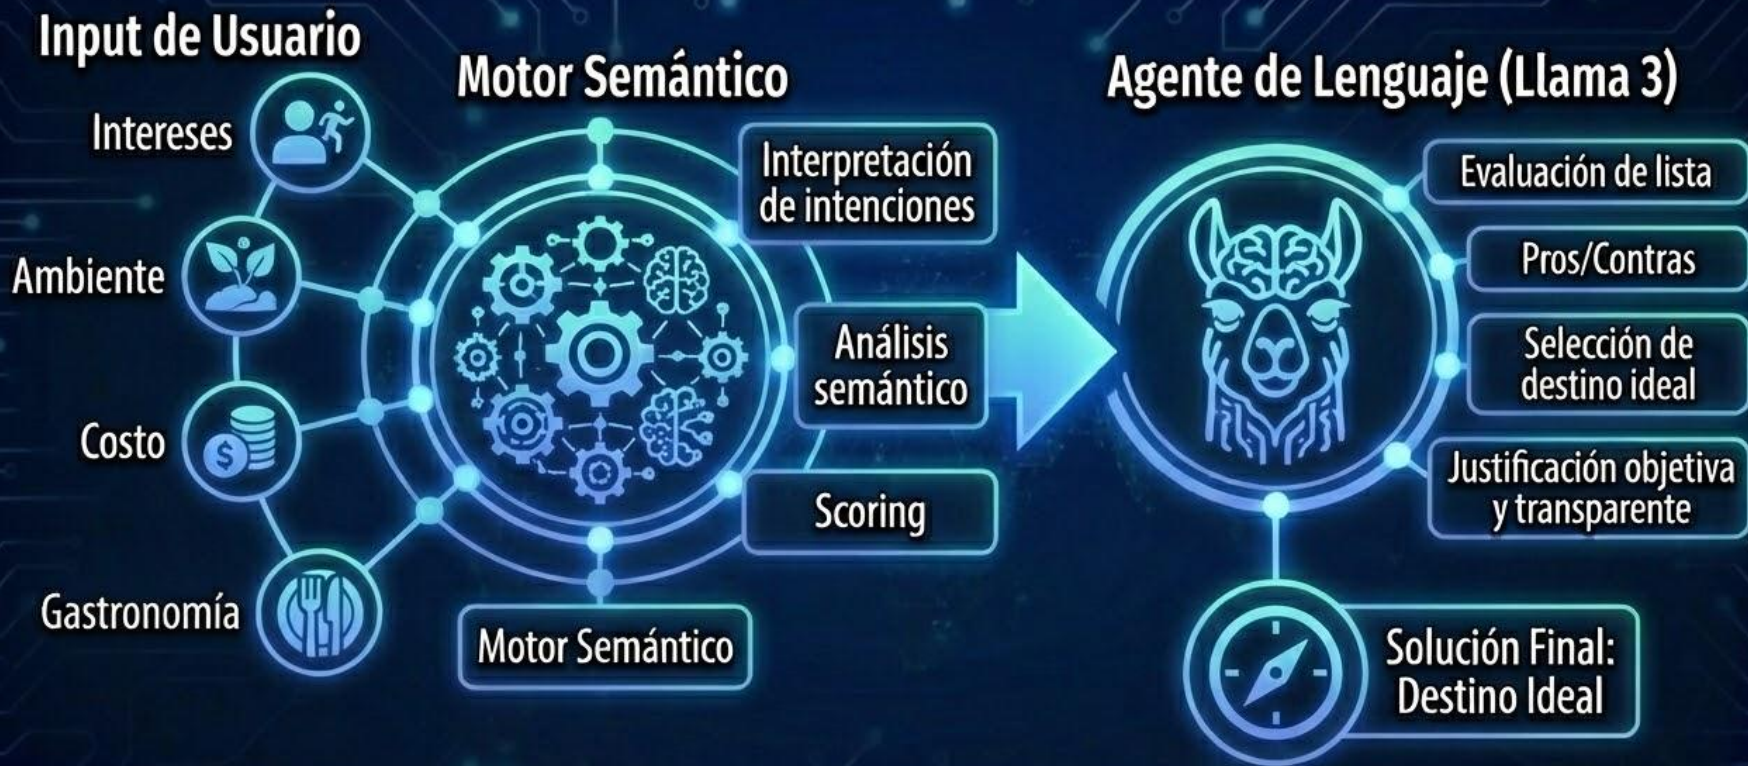 Input de Usuario
Intereses
Ambiente
Costo
$
Gastronomía
Motor Semántico
Interpretación
de intenciones
Análisis
semántico
Scoring
Motor Semántico
Agente de Lenguaje (Llama 3)
Evaluación de lista
Pros/Contras
Selección de
destino ideal
Justificación objetiva
y transparente
Solución Final:
Destino Ideal